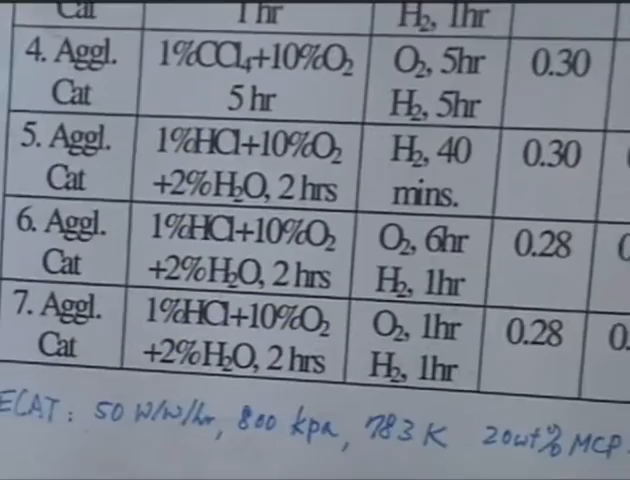 Cat 1 hr H₂, 1hr
4. Aggl. 1%CCl₄+10%O₂ O₂, 5hr 0.30
Cat 5 hr H₂, 5hr
5. Aggl. 1%HCl+10%O₂ H₂, 40 0.30
Cat +2%H₂O, 2 hrs mins.
6. Aggl. 1%HCl+10%O₂ O₂, 6hr 0.28
Cat +2%H₂O, 2 hrs H₂, 1hr
7. Aggl. 1%HCl+10%O₂ O₂, 1hr 0.28 0.
Cat +2%H₂O, 2 hrs H₂, 1hr
ECAT: 50 W/W/hr, 800 kpa, 783K 20wt% MCP